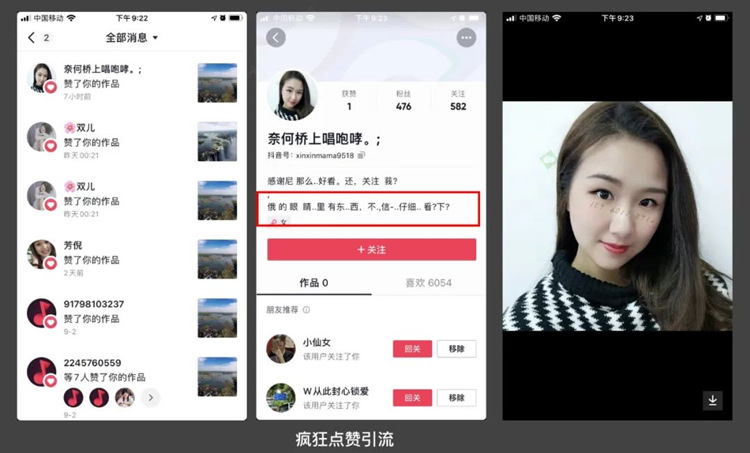 中国移动
下午 9:22
2
全部消息
奈何桥上唱咆哮。;
赞了你的作品
7小时前
🌸双儿
赞了你的作品
昨天 00:21
🌸双儿
赞了你的作品
昨天 00:21
芳倪
赞了你的作品
2天前
91798103237
赞了你的作品
9-2
2245760559
等7人赞了你的作品
9-2
中国移动
下午 9:23
获赞
粉丝
关注
1
476
582
奈何桥上唱咆哮。;
抖音号: xinxinmama9518
感谢尼 那么..好看。还, 关注 我?
俄 的 眼 睛..里 有东..西、不.,信-..仔细.. 看?下?
女
+关注
作品 0
喜欢 6054
朋友推荐
小仙女
该用户关注了你
回关
移除
W从此封心锁爱
该用户关注了你
回关
移除
中国移动
下午 9:23
疯狂点赞引流